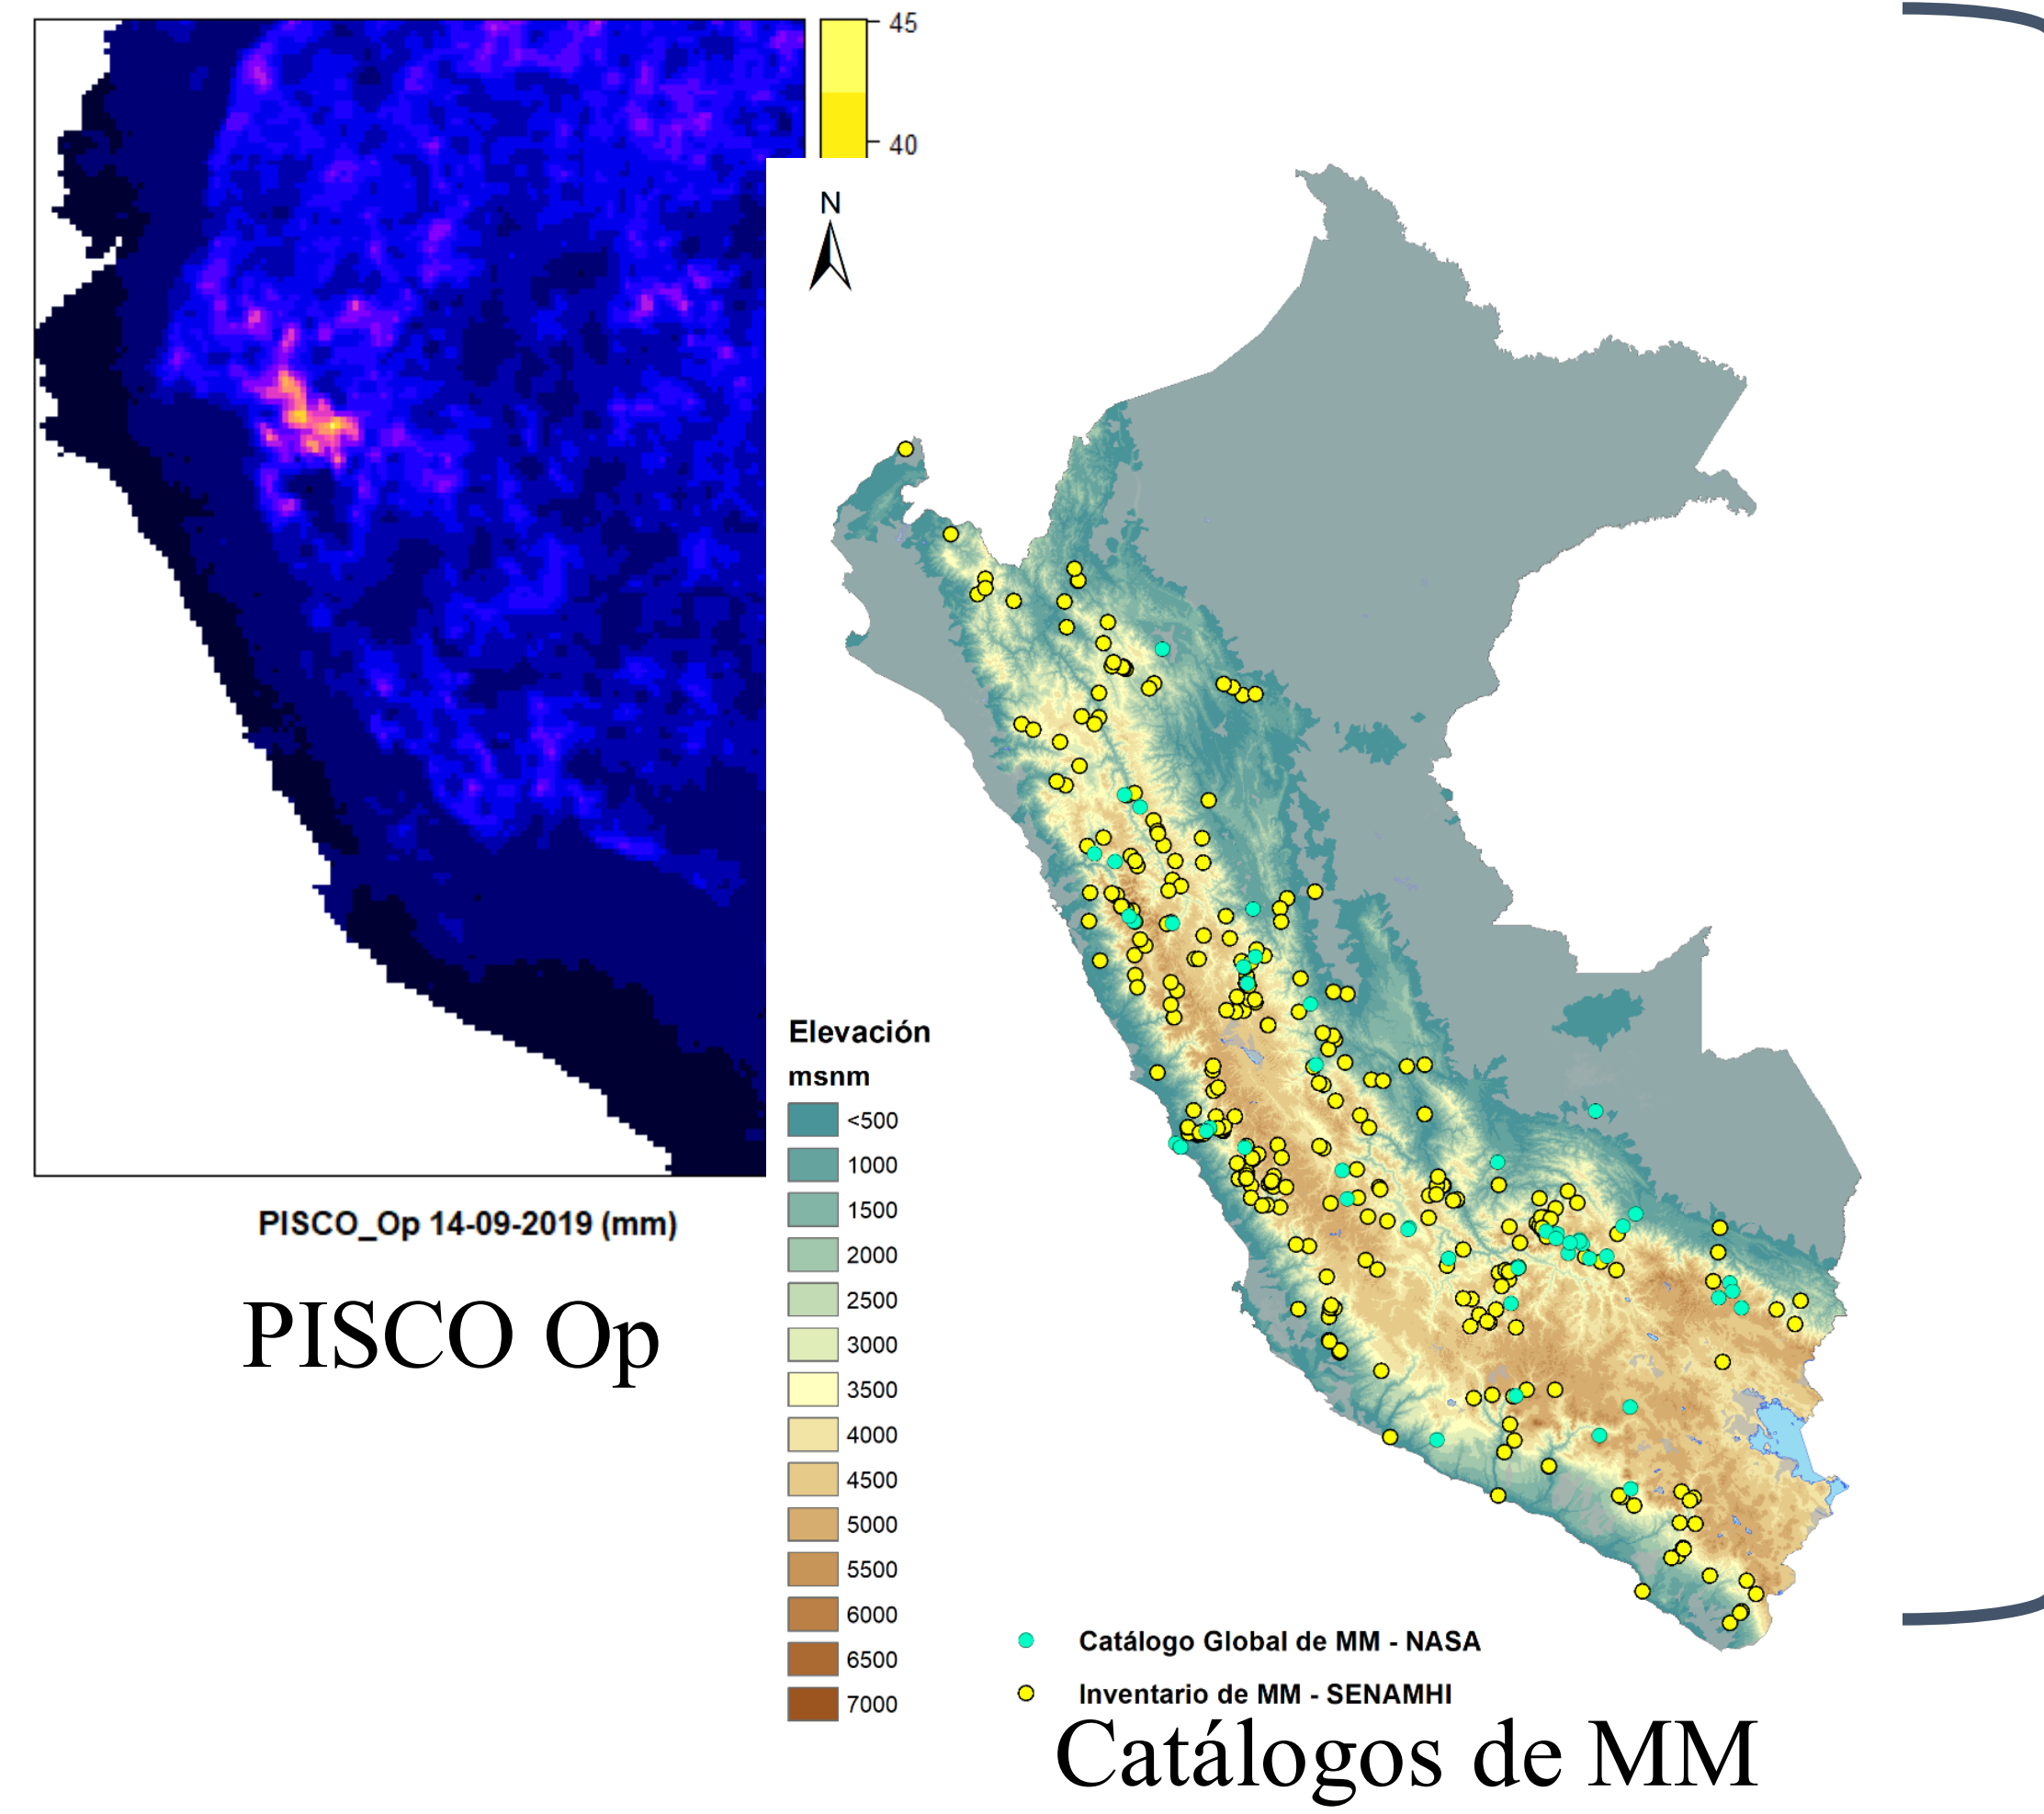 45
40
N
PISCO_Op 14-09-2019 (mm)
PISCO Op
Elevación
msnm
<500
1000
1500
2000
2500
3000
3500
4000
4500
5000
5500
6000
6500
7000
Catálogo Global de MM - NASA
Inventario de MM - SENAMHI
Catálogos de MM